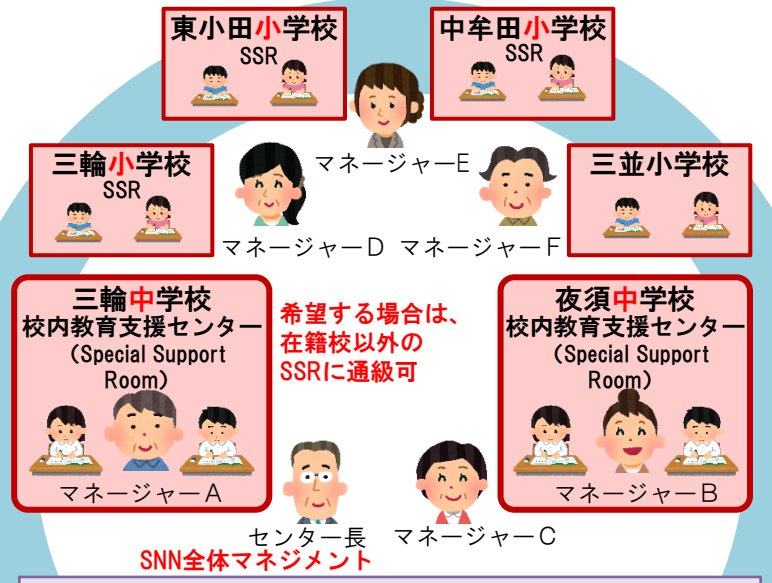 東小田小学校
SSR
中牟田小学校
SSR
マネージャーE
三輪小学校
SSR
三並小学校
マネージャーD
マネージャーF
三輪中学校
校内教育支援センター
(Special Support
Room)
マネージャーA
希望する場合は、
在籍校以外の
SSRに通級可
夜須中学校
校内教育支援センター
(Special Support
Room)
マネージャーB
センター長
マネージャーC
SNN全体マネジメント